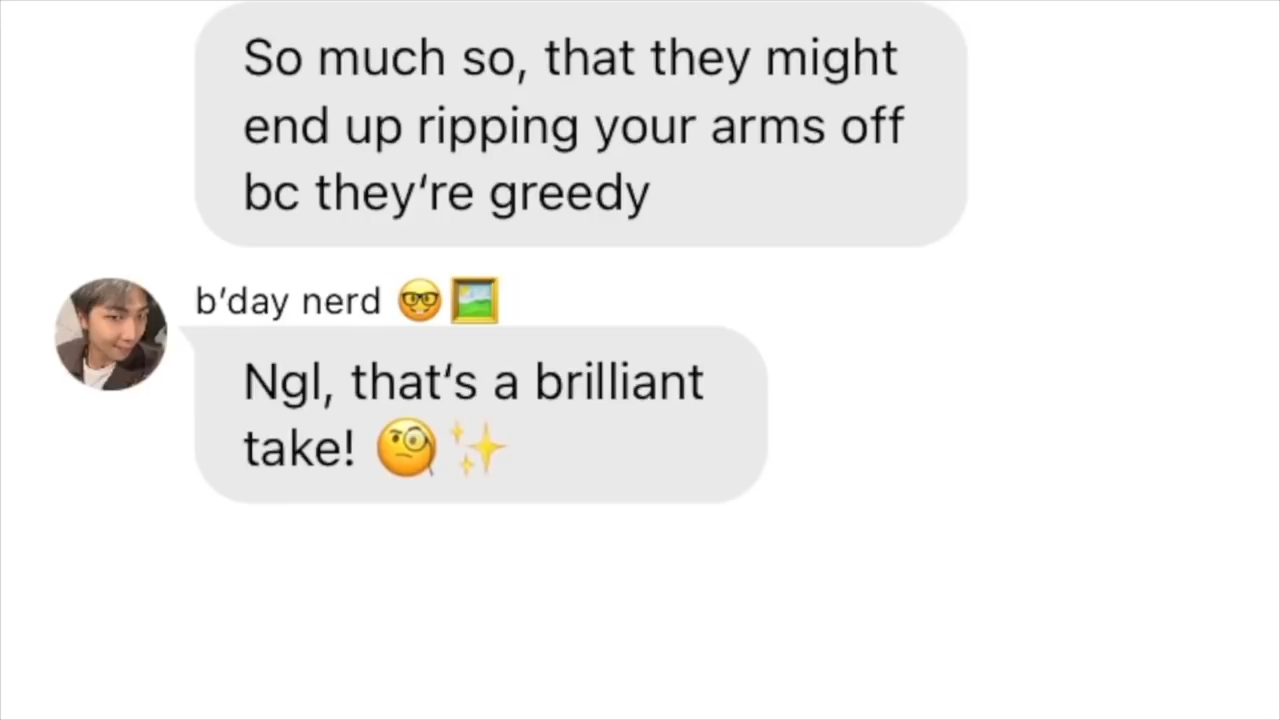 So much so, that they might
end up ripping your arms off
bc they‘re greedy
b’day nerd 🤓🖼️
Ngl, that‘s a brilliant
take! 🧐✨